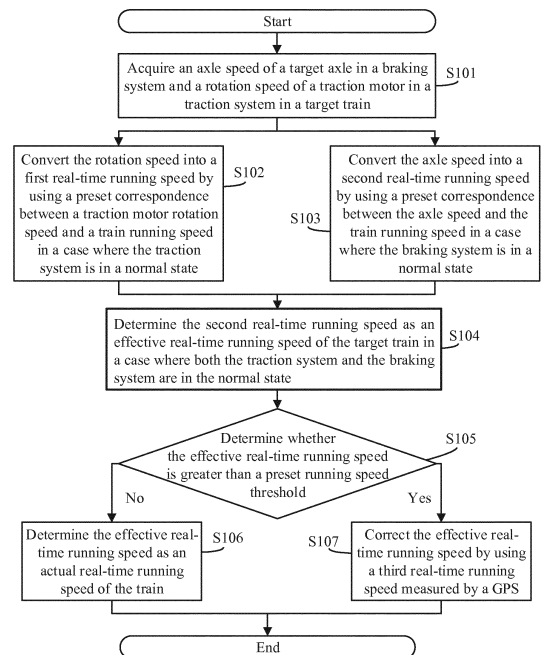 Start
Acquire an axle speed of a target axle in a braking
system and a rotation speed of a traction motor in a
traction system in a target train
S101
Convert the rotation speed into a
first real-time running speed by
using a preset correspondence
between a traction motor rotation
speed and a train running speed
in a case where the traction
system is in a normal state
S102
Convert the axle speed into a
second real-time running speed
by using a preset correspondence
between the axle speed and the
train running speed in a case
where the braking system is in a
normal state
S103
Determine the second real-time running speed as an
effective real-time running speed of the target train in
a case where both the traction system and the braking
system are in the normal state
S104
Determine whether
the effective real-time running speed
is greater than a preset running speed
threshold
S105
No
Yes
Determine the effective real-
time running speed as an
actual real-time running
speed of the train
S106
Correct the effective real-
time running speed by using
a third real-time running
speed measured by a GPS
S107
End